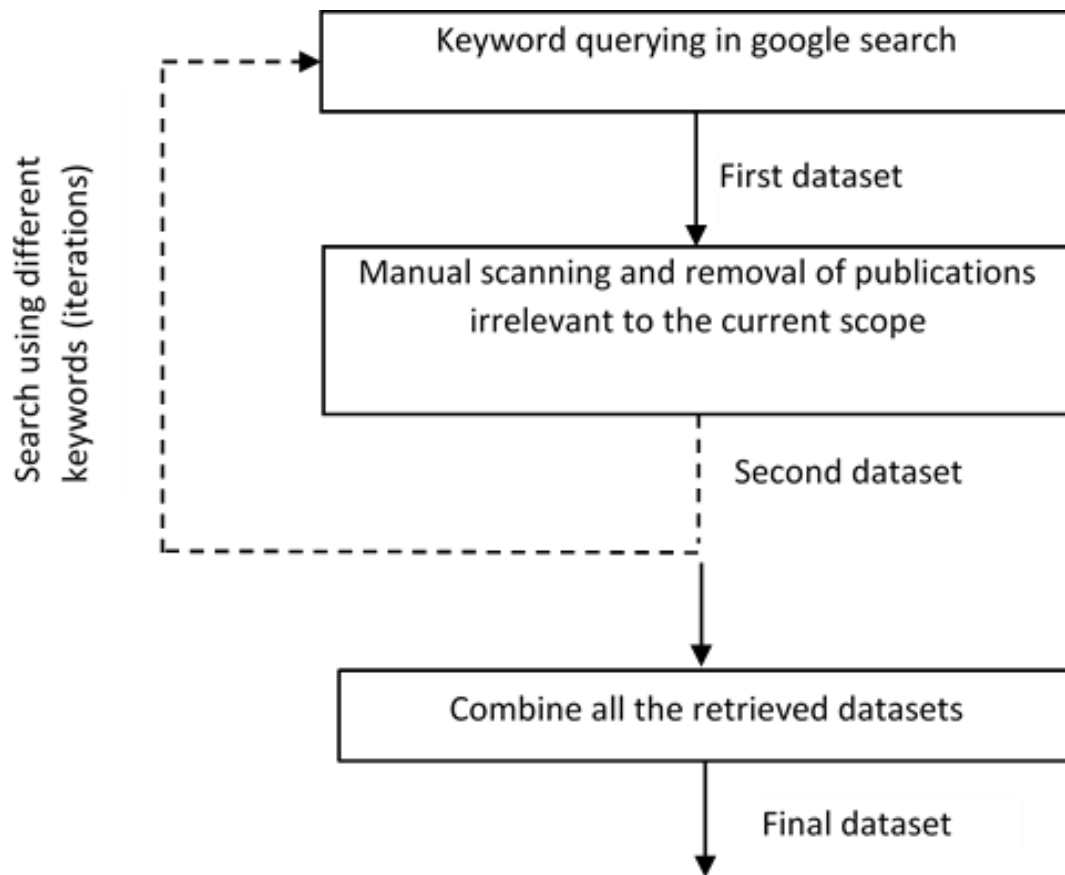 Keyword querying in google search
First dataset
Manual scanning and removal of publications
irrelevant to the current scope
Search using different
keywords (iterations)
Second dataset
Combine all the retrieved datasets
Final dataset